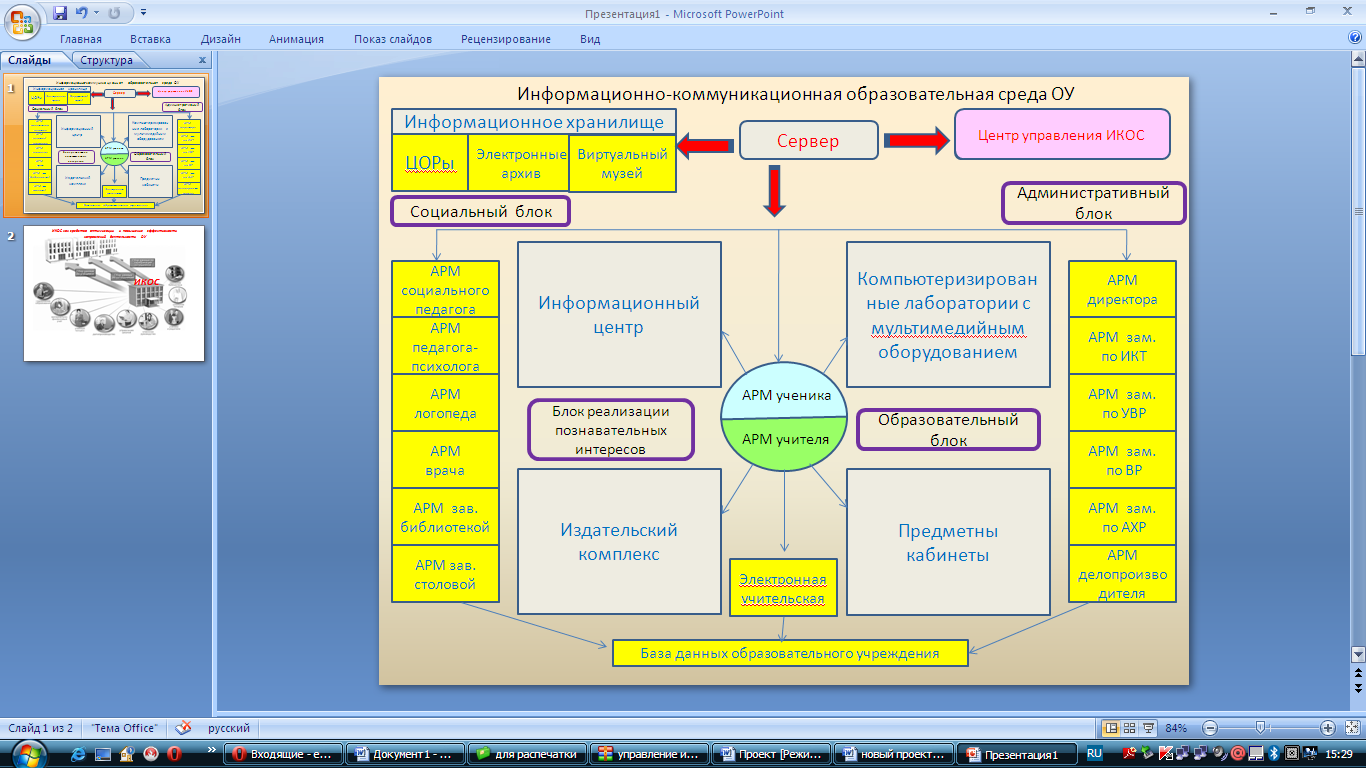 Презентация1 - Microsoft PowerPoint
Главная Вставка Дизайн Анимация Показ слайдов Рецензирование Вид
Слайды Структура
1
2
ИКОС
Информационно-коммуникационная образовательная среда ОУ
Информационное хранилище
ЦОРы
Электронные
архив
Виртуальный
музей
Сервер
Центр управления ИКОС
Социальный блок
Административный
блок
АРМ
социального
педагога
АРМ
педагога-
психолога
АРМ
логопеда
АРМ
врача
АРМ зав.
библиотекой
АРМ зав.
столовой
Информационный
центр
Компьютеризирован
ные лаборатории с
мультимедийным
оборудованием
АРМ ученика
АРМ учителя
Блок реализации
познавательных
интересов
Образовательный
блок
Издательский
комплекс
Предметны
кабинеты
Электронная
учительская
АРМ
директора
АРМ зам.
по ИКТ
АРМ зам.
по УВР
АРМ зам.
по ВР
АРМ зам.
по АХР
АРМ
делопроизво
дителя
База данных образовательного учреждения
Слайд 1 из 2 "Тема Office" русский 84%
Входящие - e... Документ1 - ... для распечатки управление и... Проект [Режи... новый проект... Презентация1 RU 15:29